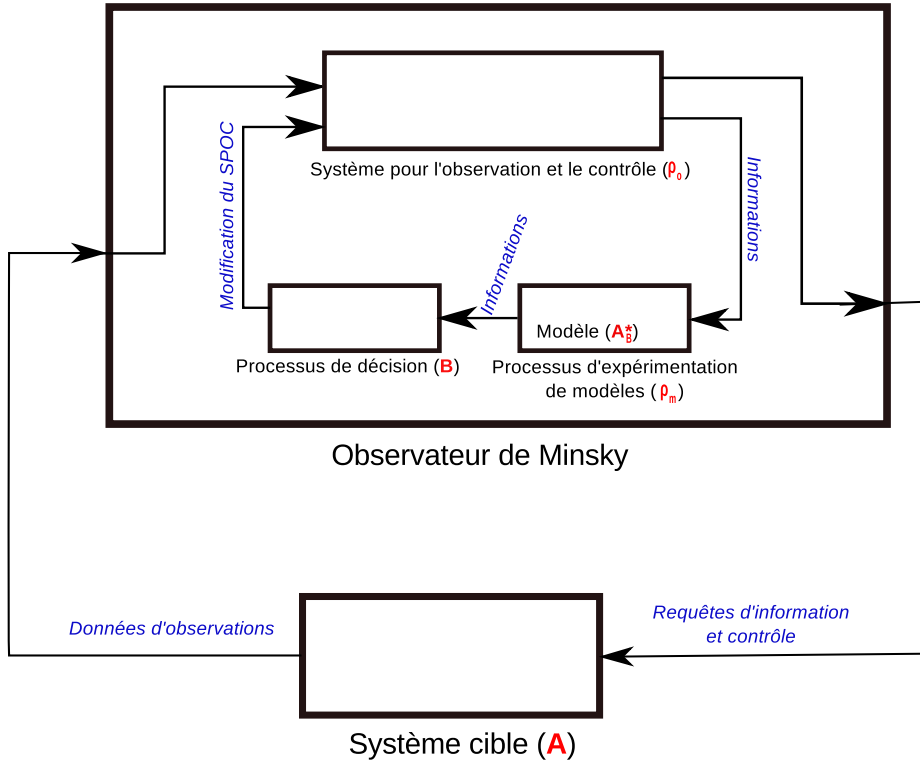 Système pour l'observation et le contrôle (ρo)
Modification du SPOC
Informations
Informations
Modèle (A*B)
Processus de décision (B)
Processus d'expérimentation
de modèles (ρm)
Observateur de Minsky
Données d'observations
Requêtes d'information
et contrôle
Système cible (A)